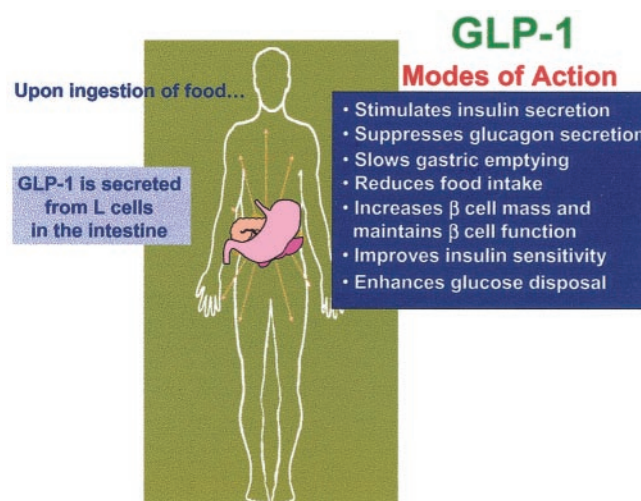 GLP-1
Modes of Action
Upon ingestion of food...
GLP-1 is secreted
from L cells
in the intestine
• Stimulates insulin secretion
• Suppresses glucagon secretion
• Slows gastric emptying
• Reduces food intake
• Increases β cell mass and
maintains β cell function
• Improves insulin sensitivity
• Enhances glucose disposal